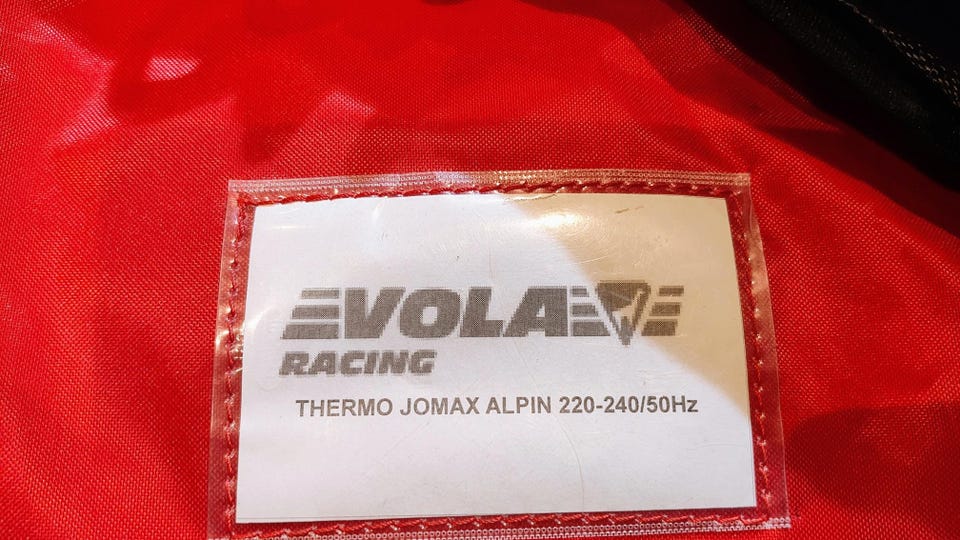 VOLA
RACING
THERMO JOMAX ALPIN 220-240/50Hz